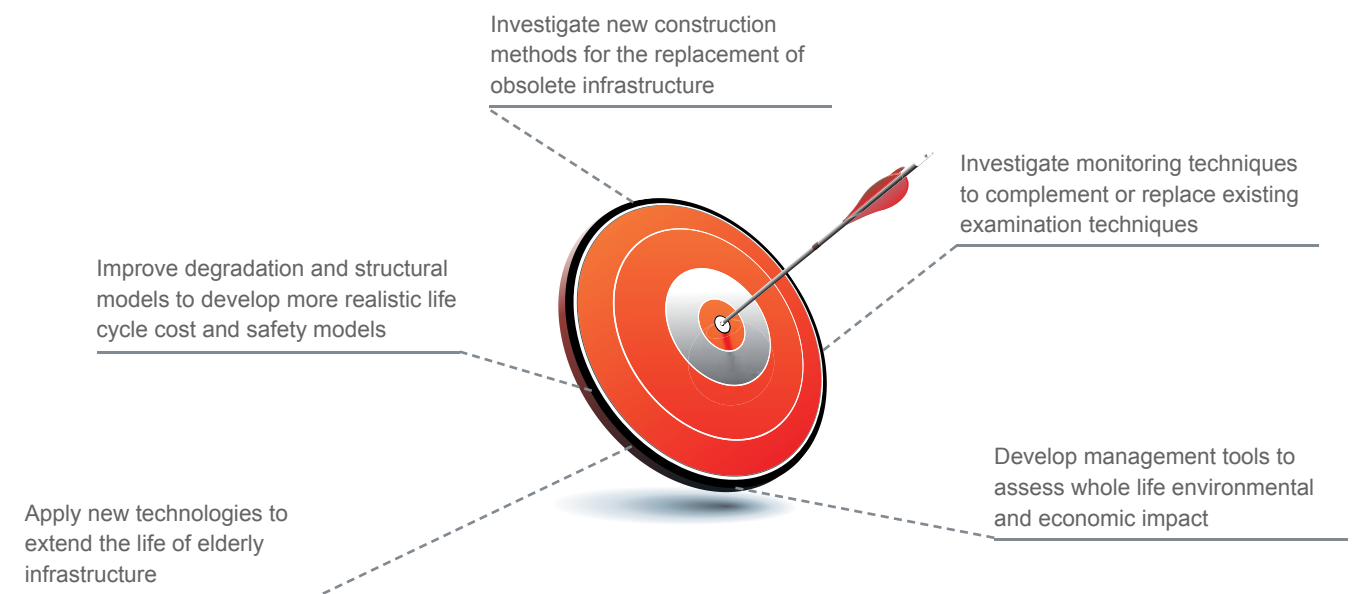 Investigate new construction
methods for the replacement of
obsolete infrastructure
Investigate monitoring techniques
to complement or replace existing
examination techniques
Improve degradation and structural
models to develop more realistic life
cycle cost and safety models
Develop management tools to
assess whole life environmental
and economic impact
Apply new technologies to
extend the life of elderly
infrastructure